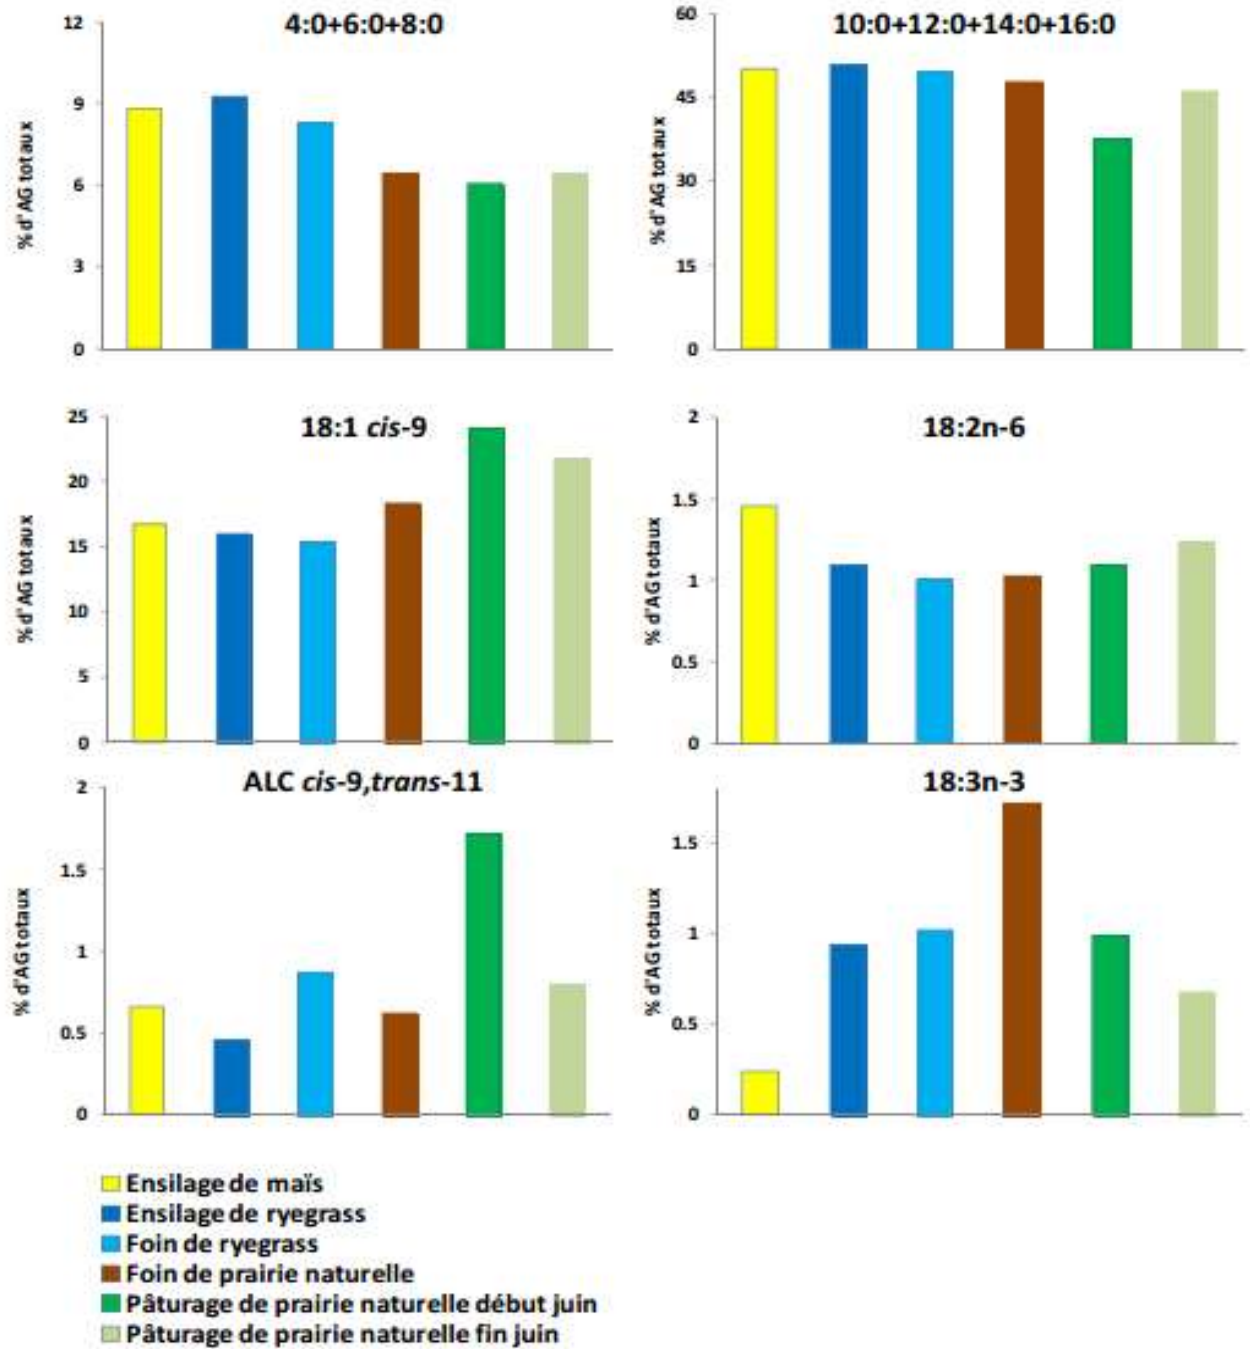 4:0+6:0+8:0
% d'AG totaux
12
9
6
3
0
10:0+12:0+14:0+16:0
% d'AG totaux
60
45
30
15
0
18:1 cis-9
% d'AG totaux
25
20
15
10
5
0
18:2n-6
% d'AG totaux
2
1.5
1
0.5
0
ALC cis-9,trans-11
% d'AG totaux
2
1.5
1
0.5
0
18:3n-3
% d'AG totaux
1.5
1
0.5
0
Ensilage de maïs
Ensilage de ryegrass
Foin de ryegrass
Foin de prairie naturelle
Pâturage de prairie naturelle début juin
Pâturage de prairie naturelle fin juin